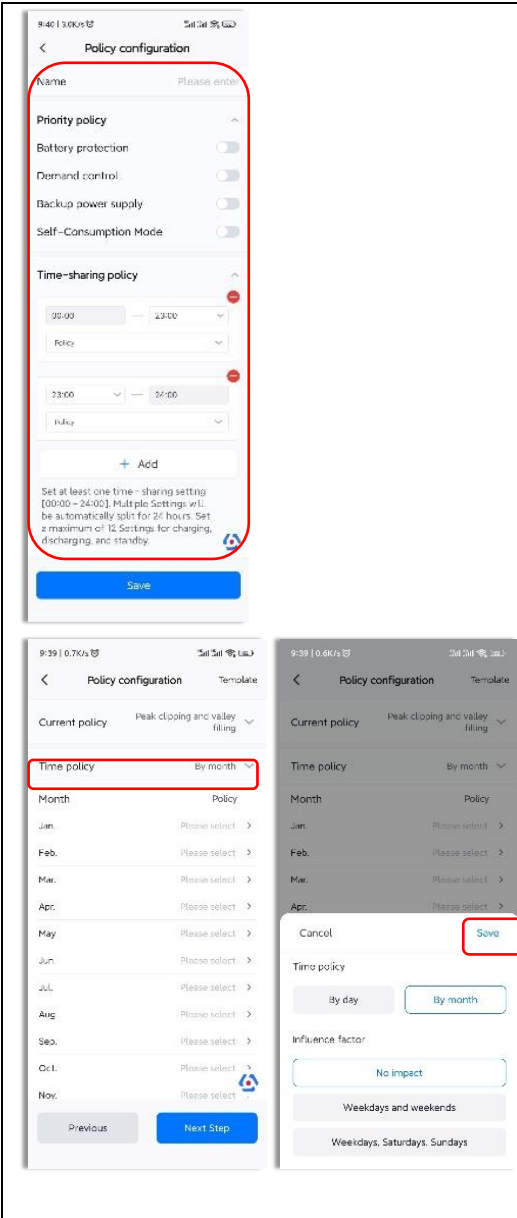 9:40 | 3.0K/s
Policy configuration
Name Please enter
Priority policy
Battery protection
Demand control
Backup power supply
Self-Consumption Mode
Time-sharing policy
00:00 — 23:00
Policy
23:00 — 24:00
Policy
+ Add
Set at least one time-sharing setting
[00:00 - 24:00]. Multiple Settings will
be automatically split for 24 hours. Set
a maximum of 12 Settings for charging,
discharging, and standby.
Save
9:39 | 0.7K/s
Policy configuration Template
Current policy Peak clipping and valley
filling
Time policy By month
Month Policy
Jan. Please select
Feb. Please select
Mar. Please select
Apr. Please select
May Please select
Jun. Please select
Jul. Please select
Aug Please select
Sep. Please select
Oct. Please select
Nov. Please select
Previous Next Step
9:39 | 0.6K/s
Policy configuration Template
Current policy Peak clipping and valley
filling
Time policy By month
Month Policy
Jan. Please select
Feb. Please select
Mar. Please select
Apr. Please select
Cancel Save
Time policy
By day By month
Influence factor
No impact
Weekdays and weekends
Weekdays, Saturdays. Sundays